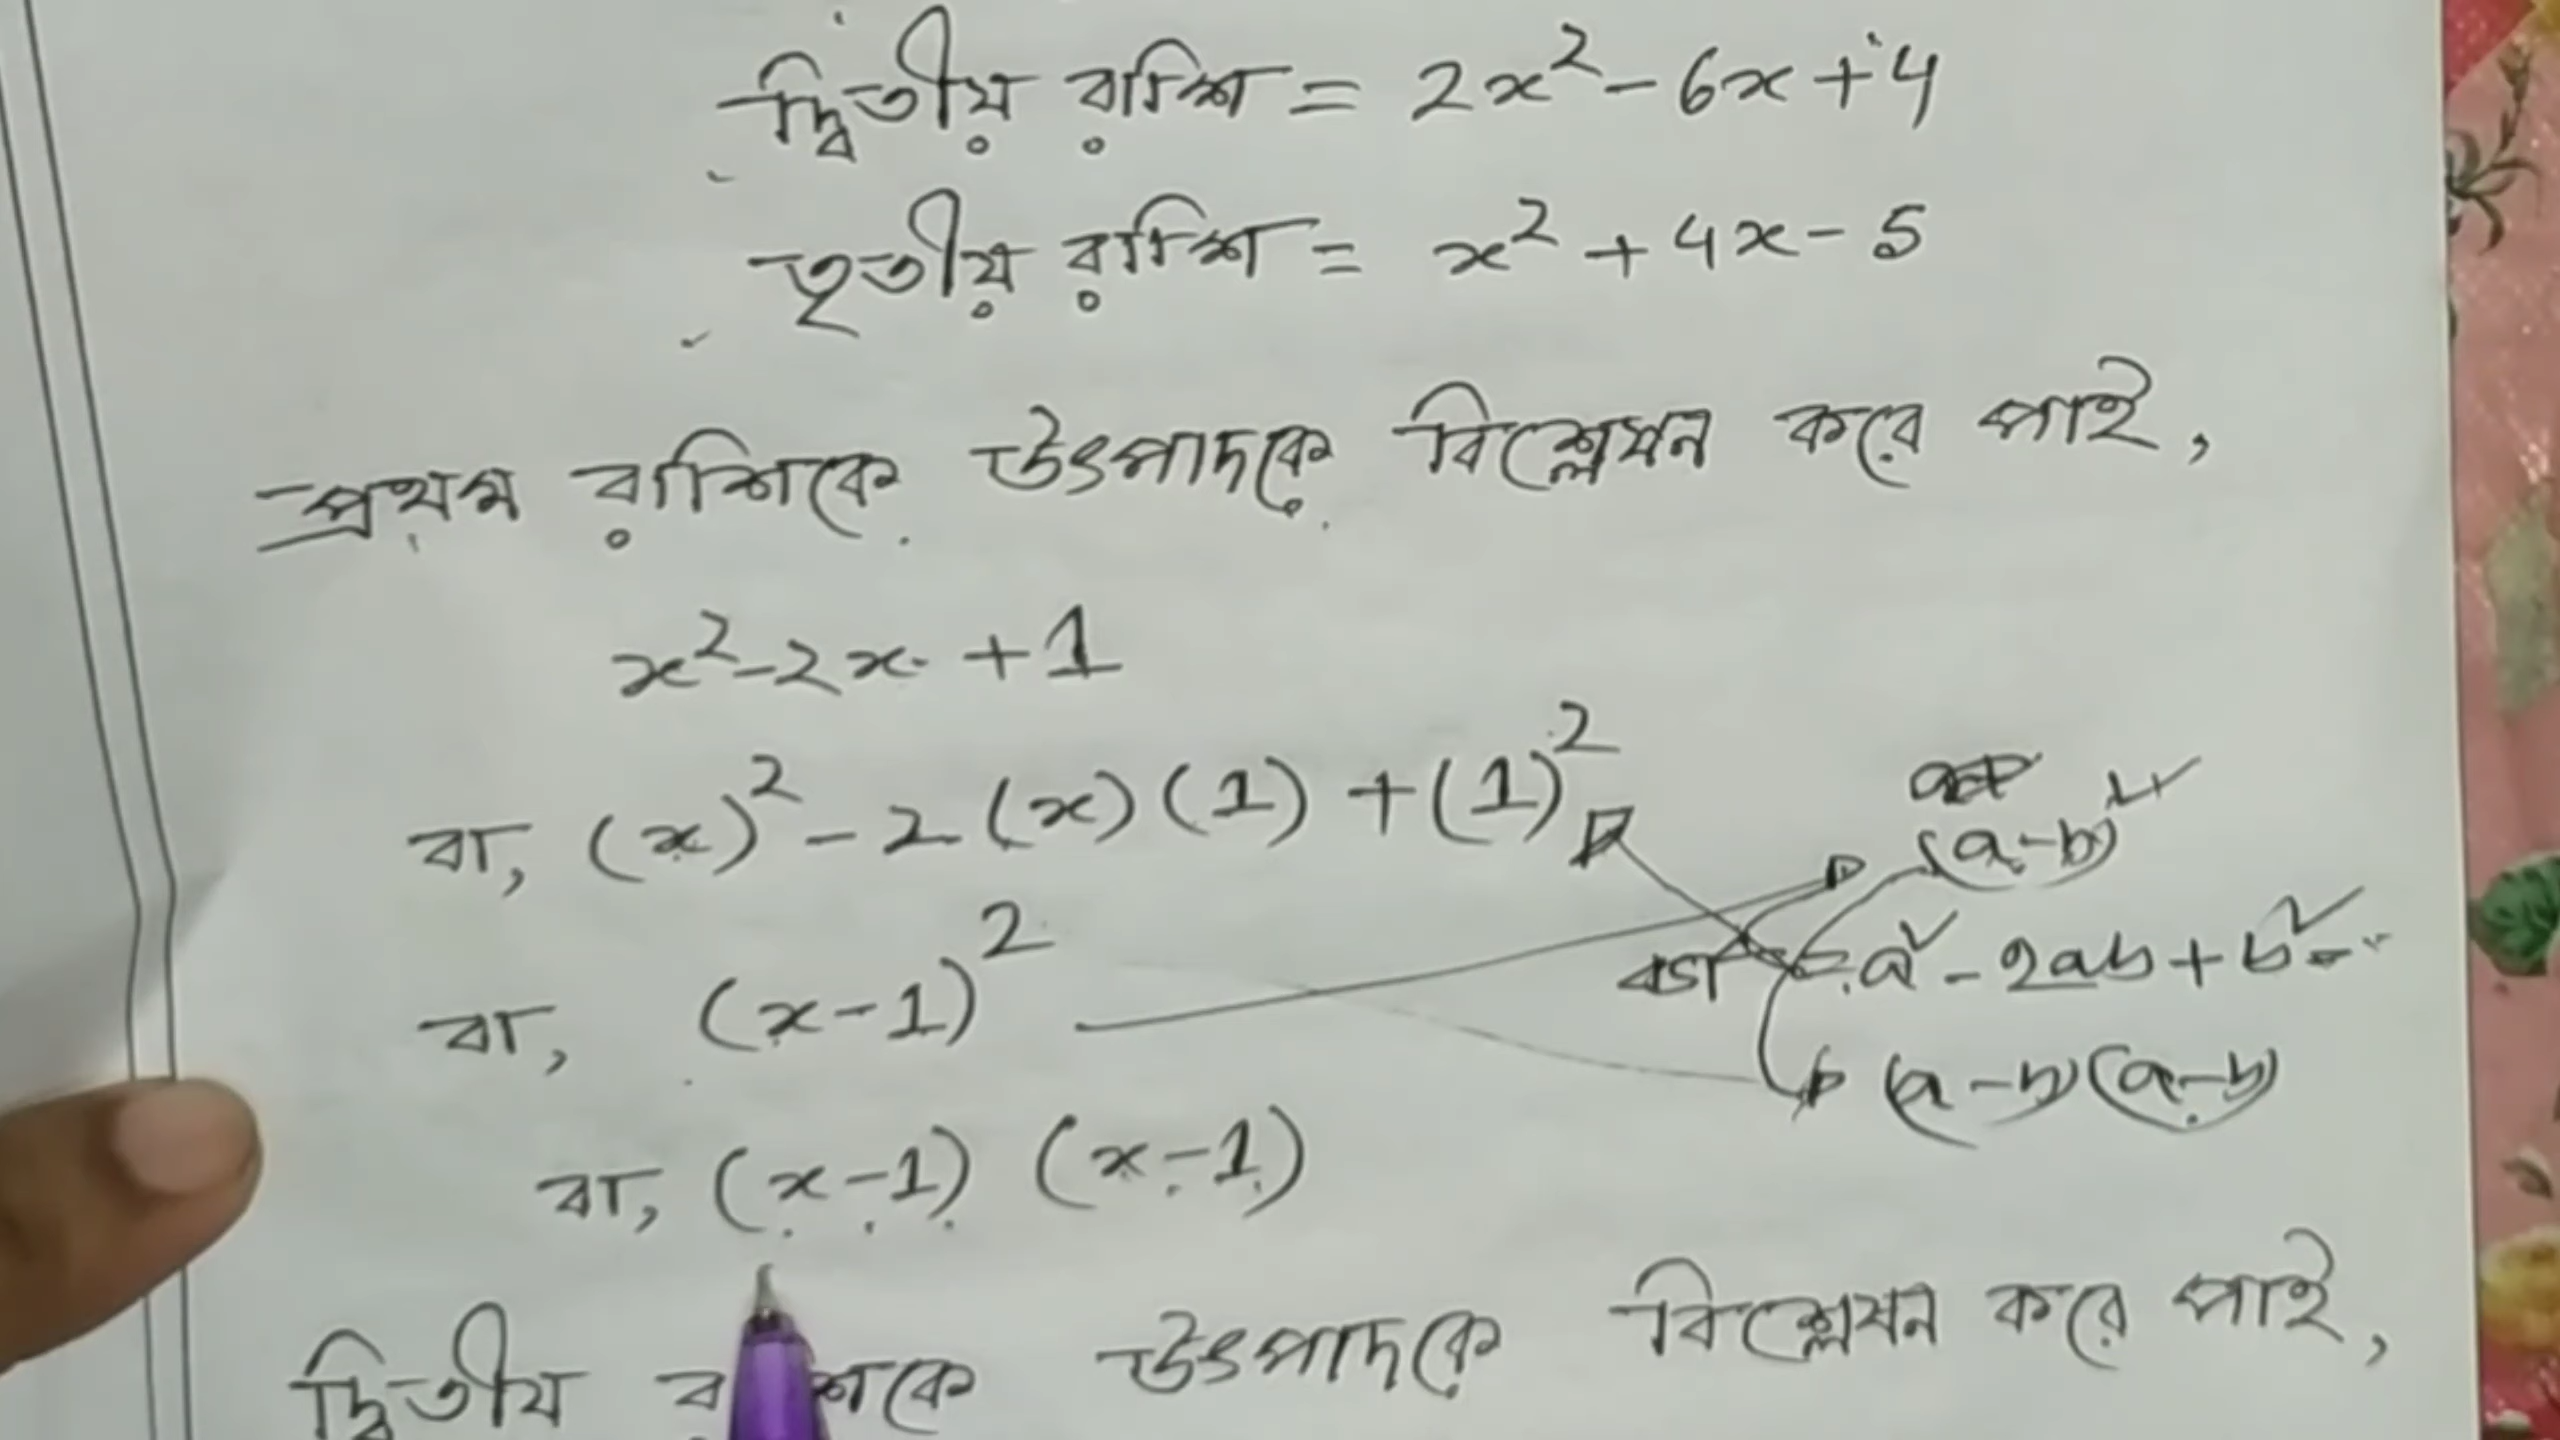 দ্বিতীয় রাশি = 2x² - 6x + 4
তৃতীয় রাশি = x² + 4x - 5
প্রথম রাশিকে উৎপাদকে বিশ্লেষন করে পাই,
x² - 2x + 1
বা, (x)² - 2 (x) (1) + (1)²
(a-b)²
বা, (x-1)²
a² - 2ab + b²
(a-b)(a-b)
বা, (x-1) (x-1)
দ্বিতীয় উৎপাদকে বিশ্লেষন করে পাই,